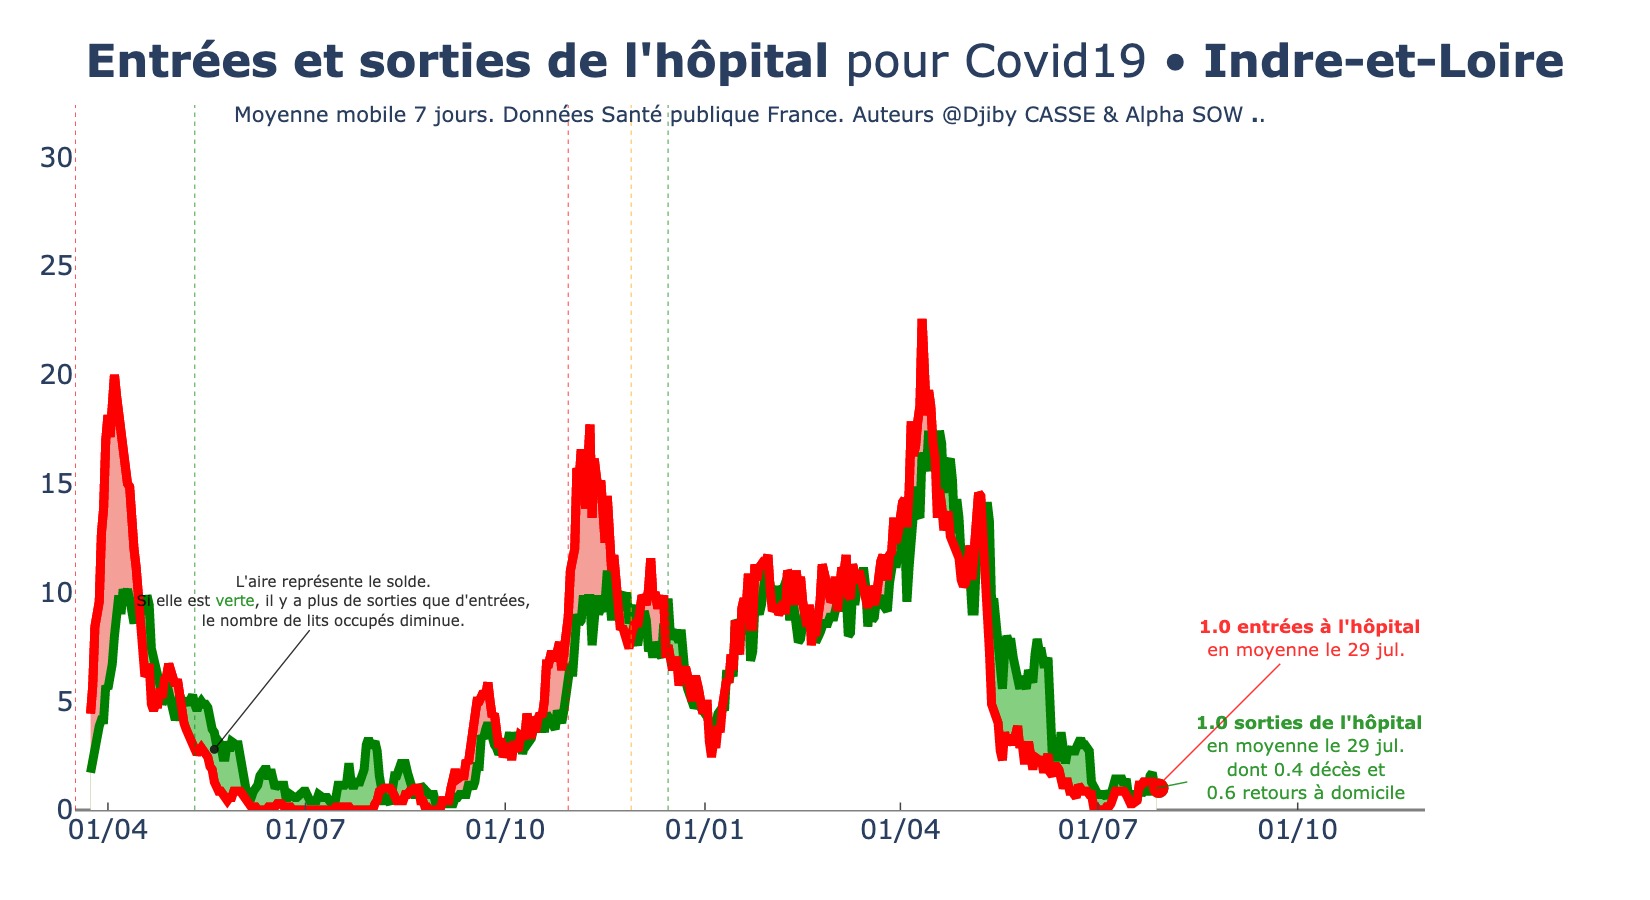 Entrées et sorties de l'hôpital pour Covid19 • Indre-et-Loire
Moyenne mobile 7 jours. Données Santé publique France. Auteurs @Djiby CASSE & Alpha SOW ..
30
25
20
15
10
5
0
L'aire représente le solde.
Si elle est verte, il y a plus de sorties que d'entrées,
le nombre de lits occupés diminue.
1.0 entrées à l'hôpital
en moyenne le 29 jul.
1.0 sorties de l'hôpital
en moyenne le 29 jul.
dont 0.4 décès et
0.6 retours à domicile
01/04 01/07 01/10 01/01 01/04 01/07 01/10